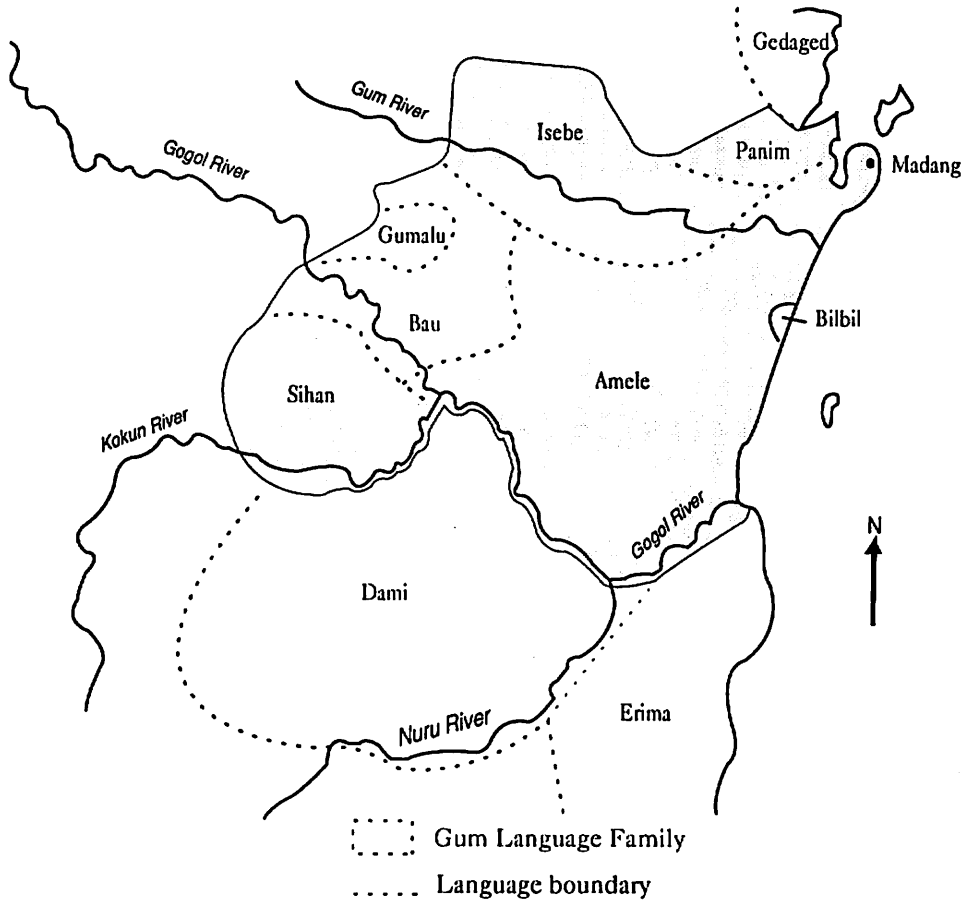 Gedaged
Gum River
Isebe
Gogol River
Panim
Madang
Gumalu
Bau
Bilbil
Sihan
Amele
Kokun River
Gogol River
N
Dami
Erima
Nuru River
Gum Language Family
Language boundary